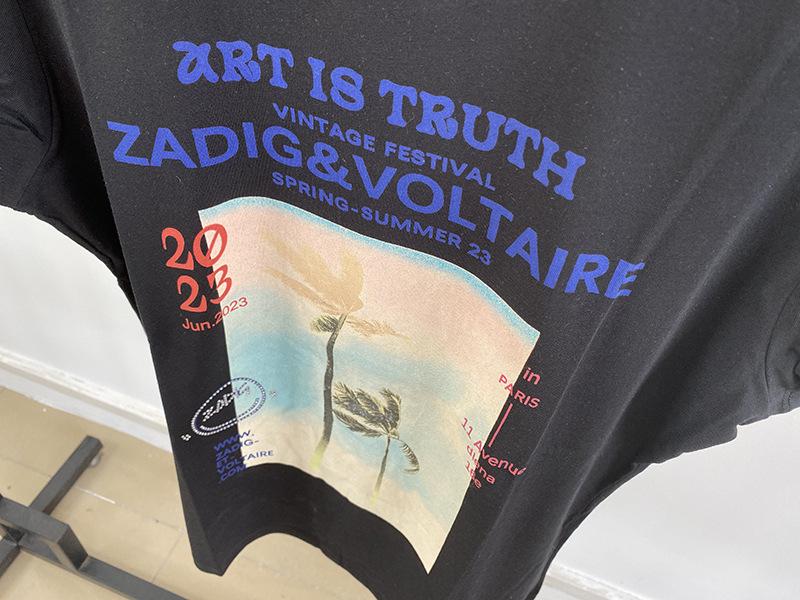 ART IS TRUTH
VINTAGE FESTIVAL
ZADIG&VOLTAIRE
SPRING-SUMMER 23
20
23
Jun.2023
in
PARIS
11 Avenue
WWW.
ZADIG-
ET-
VOLTAIRE
.COM